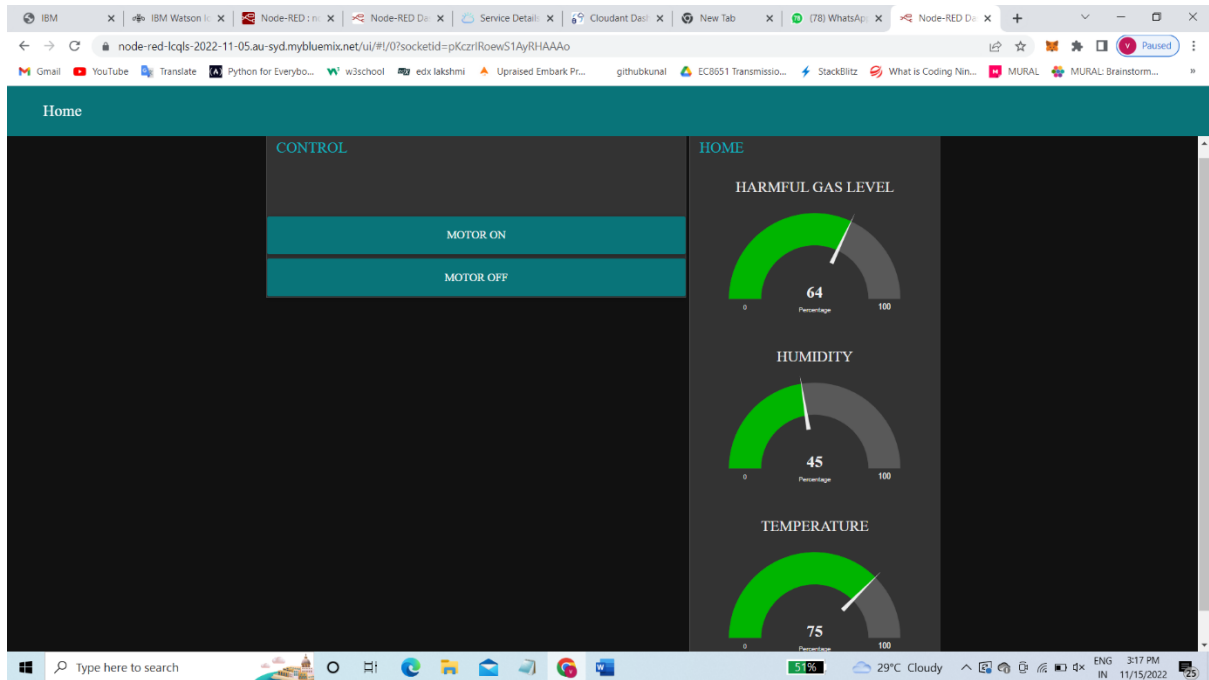 IBM
IBM Watson Io
Node-RED : no
Node-RED Da
Service Details
Cloudant Dash
New Tab
(78) WhatsAp
Node-RED Da
node-red-lcqls-2022-11-05.au-syd.mybluemix.net/ui/#!/0?socketid=pKczrlRoewS1AyRHAAAo
V Paused
Gmail
YouTube
Translate
Python for Everybo...
w3school
edx lakshmi
Upraised Embark Pr...
githubkunal
EC8651 Transmissio...
StackBlitz
What is Coding Nin...
MURAL
MURAL: Brainstorm...
Home
CONTROL
MOTOR ON
MOTOR OFF
HOME
HARMFUL GAS LEVEL
64
0 Percentage 100
HUMIDITY
45
0 Percentage 100
TEMPERATURE
75
0 Percentage 100
Type here to search
51%
29°C Cloudy
ENG
IN
3:17 PM
11/15/2022
25